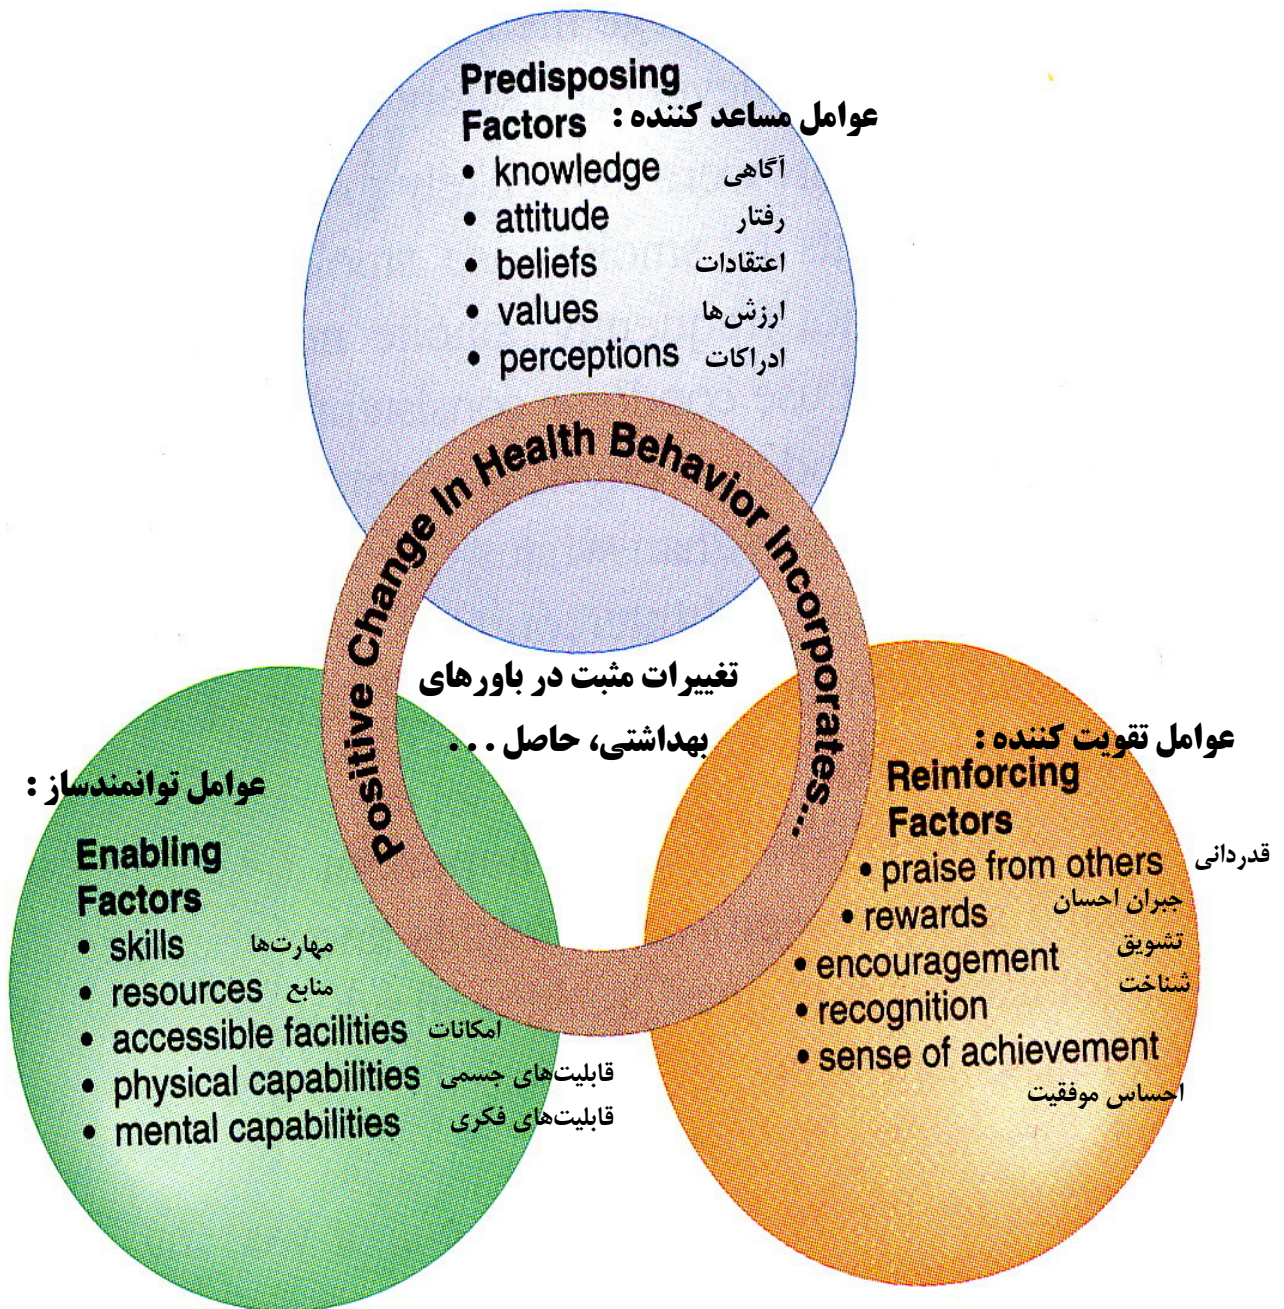 Predisposing
Factors عوامل مساعد کننده :
• knowledge آگاهی
• attitude رفتار
• beliefs اعتقادات
• values ارزش‌ها
• perceptions ادراکات
Positive Change In Health Behavior Incorporates...
تغییرات مثبت در باورهای
بهداشتی، حاصل . . .
عوامل توانمندساز :
Enabling
Factors
• skills مهارت‌ها
• resources منابع
• accessible facilities امکانات
• physical capabilities قابلیت‌های جسمی
• mental capabilities قابلیت‌های فکری
عوامل تقویت کننده :
Reinforcing
Factors
• praise from others قدردانی
• rewards جبران احسان
• encouragement تشویق
• recognition شناخت
• sense of achievement
احساس موفقیت